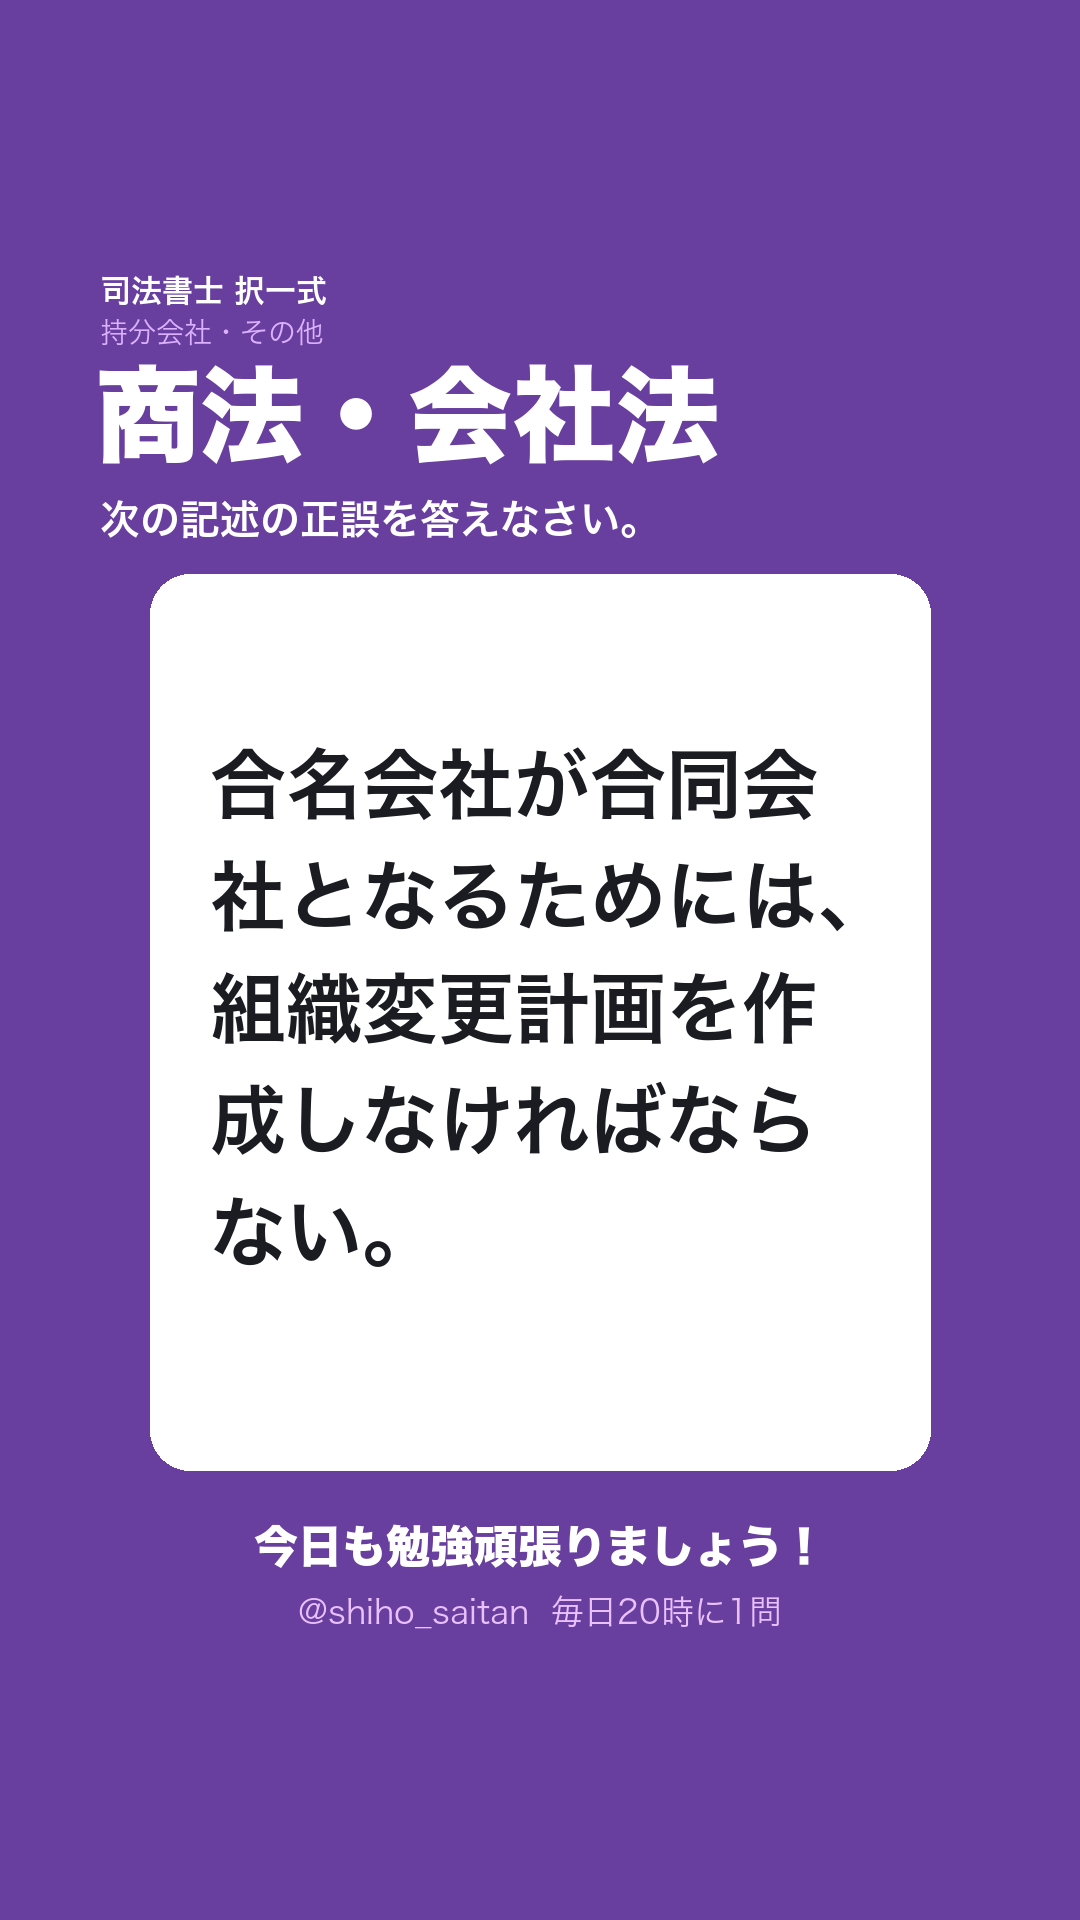 司法書士 択一式
持分会社・その他
商法・会社法
次の記述の正誤を答えなさい。
合名会社が合同会
社となるためには、
組織変更計画を作
成しなければなら
ない。
今日も勉強頑張りましょう！
@shiho_saitan 毎日20時に1問